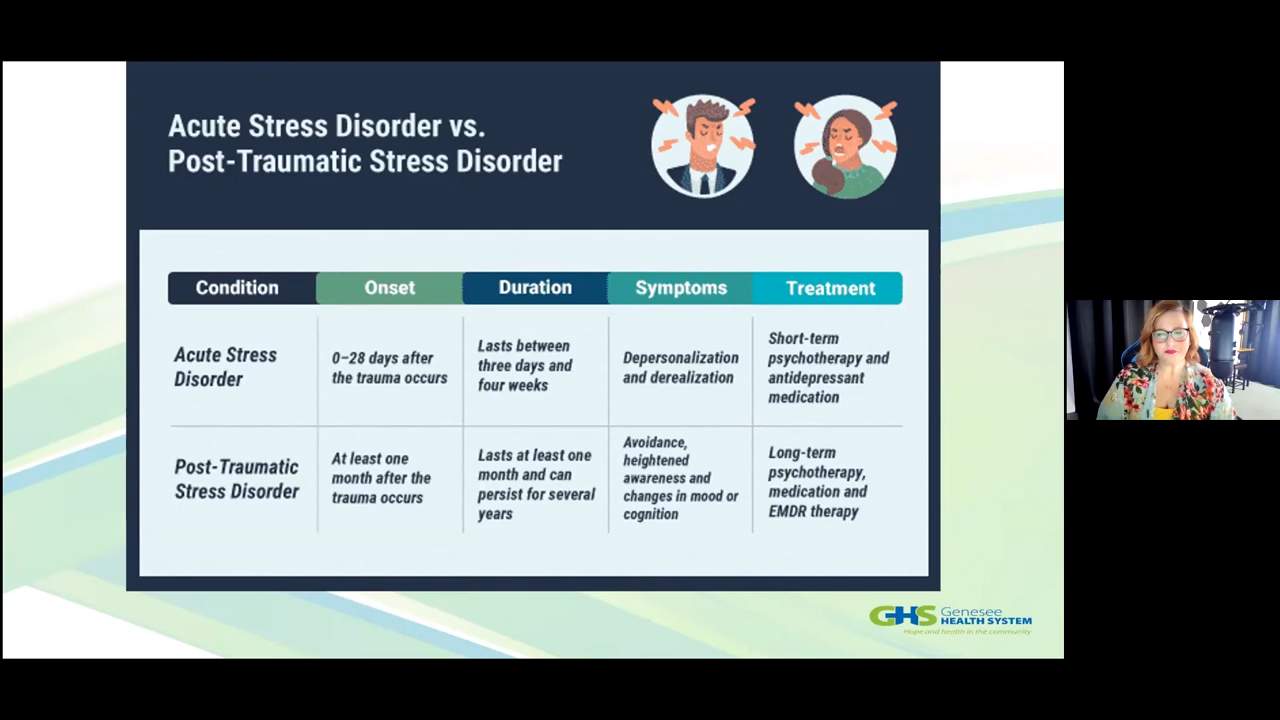 Acute Stress Disorder vs.
Post-Traumatic Stress Disorder
Condition Onset Duration Symptoms Treatment
Acute Stress
Disorder
0–28 days after
the trauma occurs
Lasts between
three days and
four weeks
Depersonalization
and derealization
Short-term
psychotherapy and
antidepressant
medication
Post-Traumatic
Stress Disorder
At least one
month after the
trauma occurs
Lasts at least one
month and can
persist for several
years
Avoidance,
heightened
awareness and
changes in mood or
cognition
Long-term
psychotherapy,
medication and
EMDR therapy
GHS Genesee
HEALTH SYSTEM
Hope and health in the community